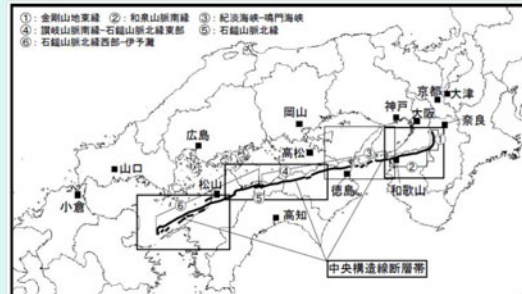 ①：金剛山地東縁　②：和泉山脈南縁　③：紀淡海峡−鳴門海峡
④：讃岐山脈南縁−石鎚山脈北縁東部　⑤：石鎚山脈北縁
⑥：石鎚山脈北縁西部−伊予灘
京都
大津
神戸
大阪
奈良
岡山
広島
高松
③
①
山口
④
②
松山
徳島
和歌山
小倉
⑥
⑤
高知
中央構造線断層帯